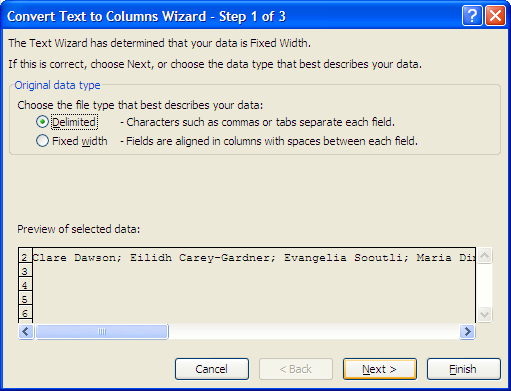 Convert Text to Columns Wizard - Step 1 of 3
The Text Wizard has determined that your data is Fixed Width.
If this is correct, choose Next, or choose the data type that best describes your data.
Original data type
Choose the file type that best describes your data:
Delimited - Characters such as commas or tabs separate each field.
Fixed width - Fields are aligned in columns with spaces between each field.
Preview of selected data:
2 Clare Dawson; Eilidh Carey-Gardner; Evangelia Sooutli; Maria Din
3
4
5
6
Cancel < Back Next > Finish